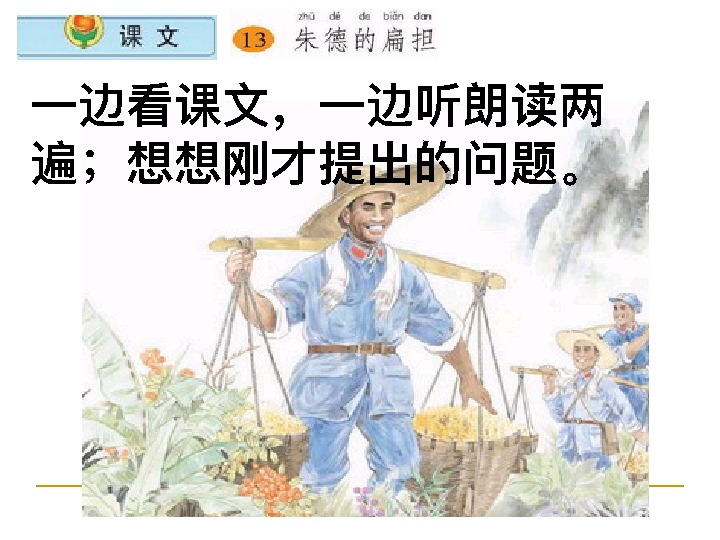 课 文
zhū dé de biǎn dan
13 朱德的扁担
一边看课文，一边听朗读两
遍；想想刚才提出的问题。